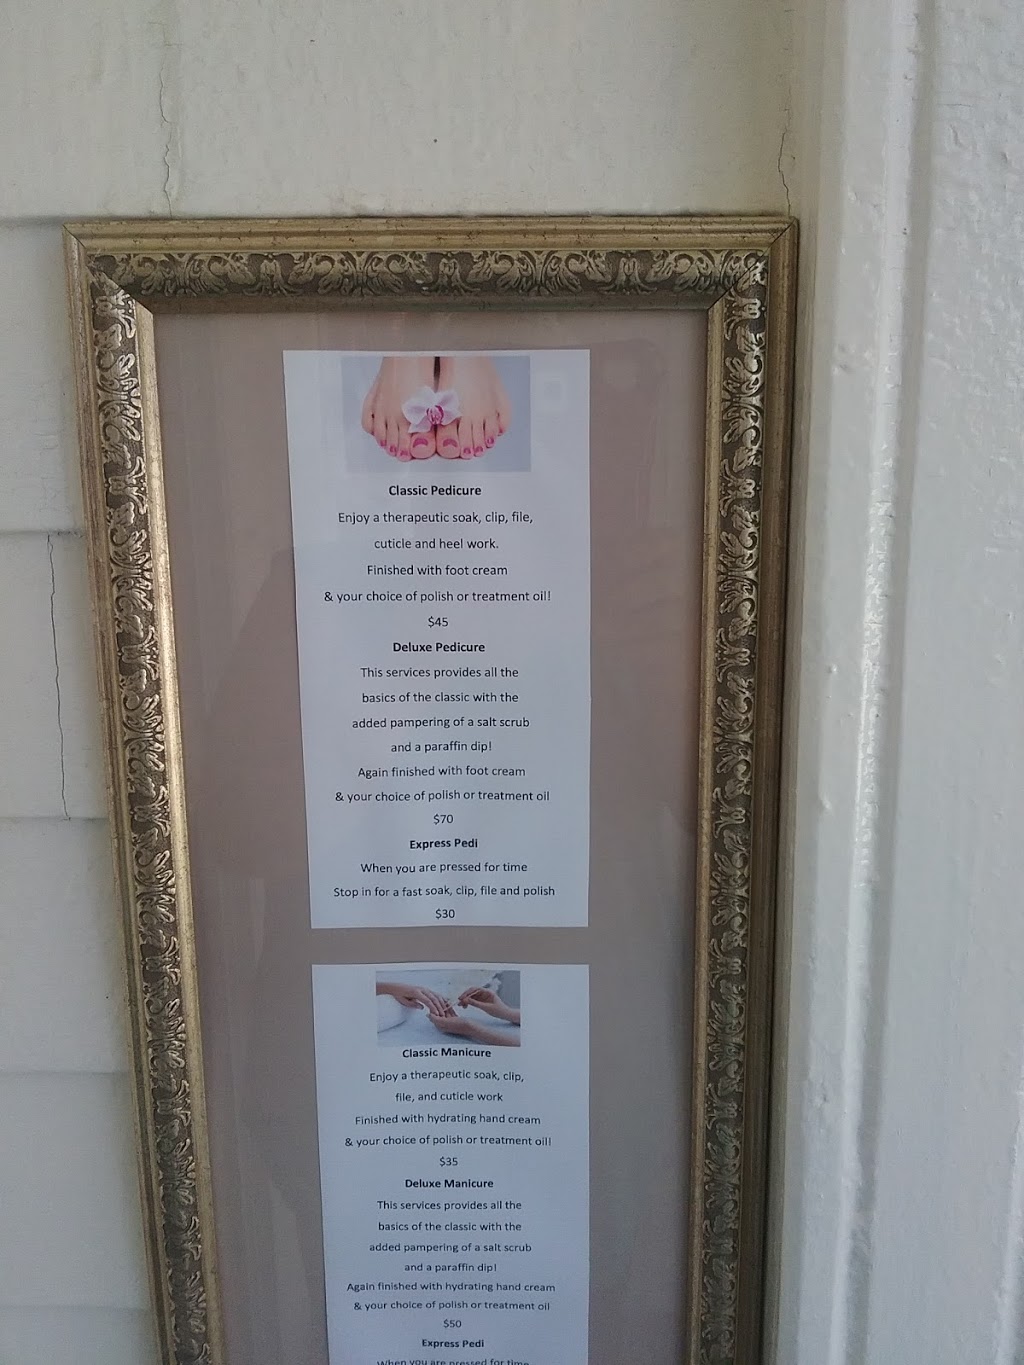 Classic Pedicure
Enjoy a therapeutic soak, clip, file,
cuticle and heel work.
Finished with foot cream
& your choice of polish or treatment oil!
$45
Deluxe Pedicure
This services provides all the
basics of the classic with the
added pampering of a salt scrub
and a paraffin dip!
Again finished with foot cream
& your choice of polish or treatment oil
$70
Express Pedi
When you are pressed for time
Stop in for a fast soak, clip, file and polish
$30
Classic Manicure
Enjoy a therapeutic soak, clip,
file, and cuticle work
Finished with hydrating hand cream
& your choice of polish or treatment oil!
$35
Deluxe Manicure
This services provides all the
basics of the classic with the
added pampering of a salt scrub
and a paraffin dip!
Again finished with hydrating hand cream
& your choice of polish or treatment oil
$50
Express Pedi
When you are pressed for time